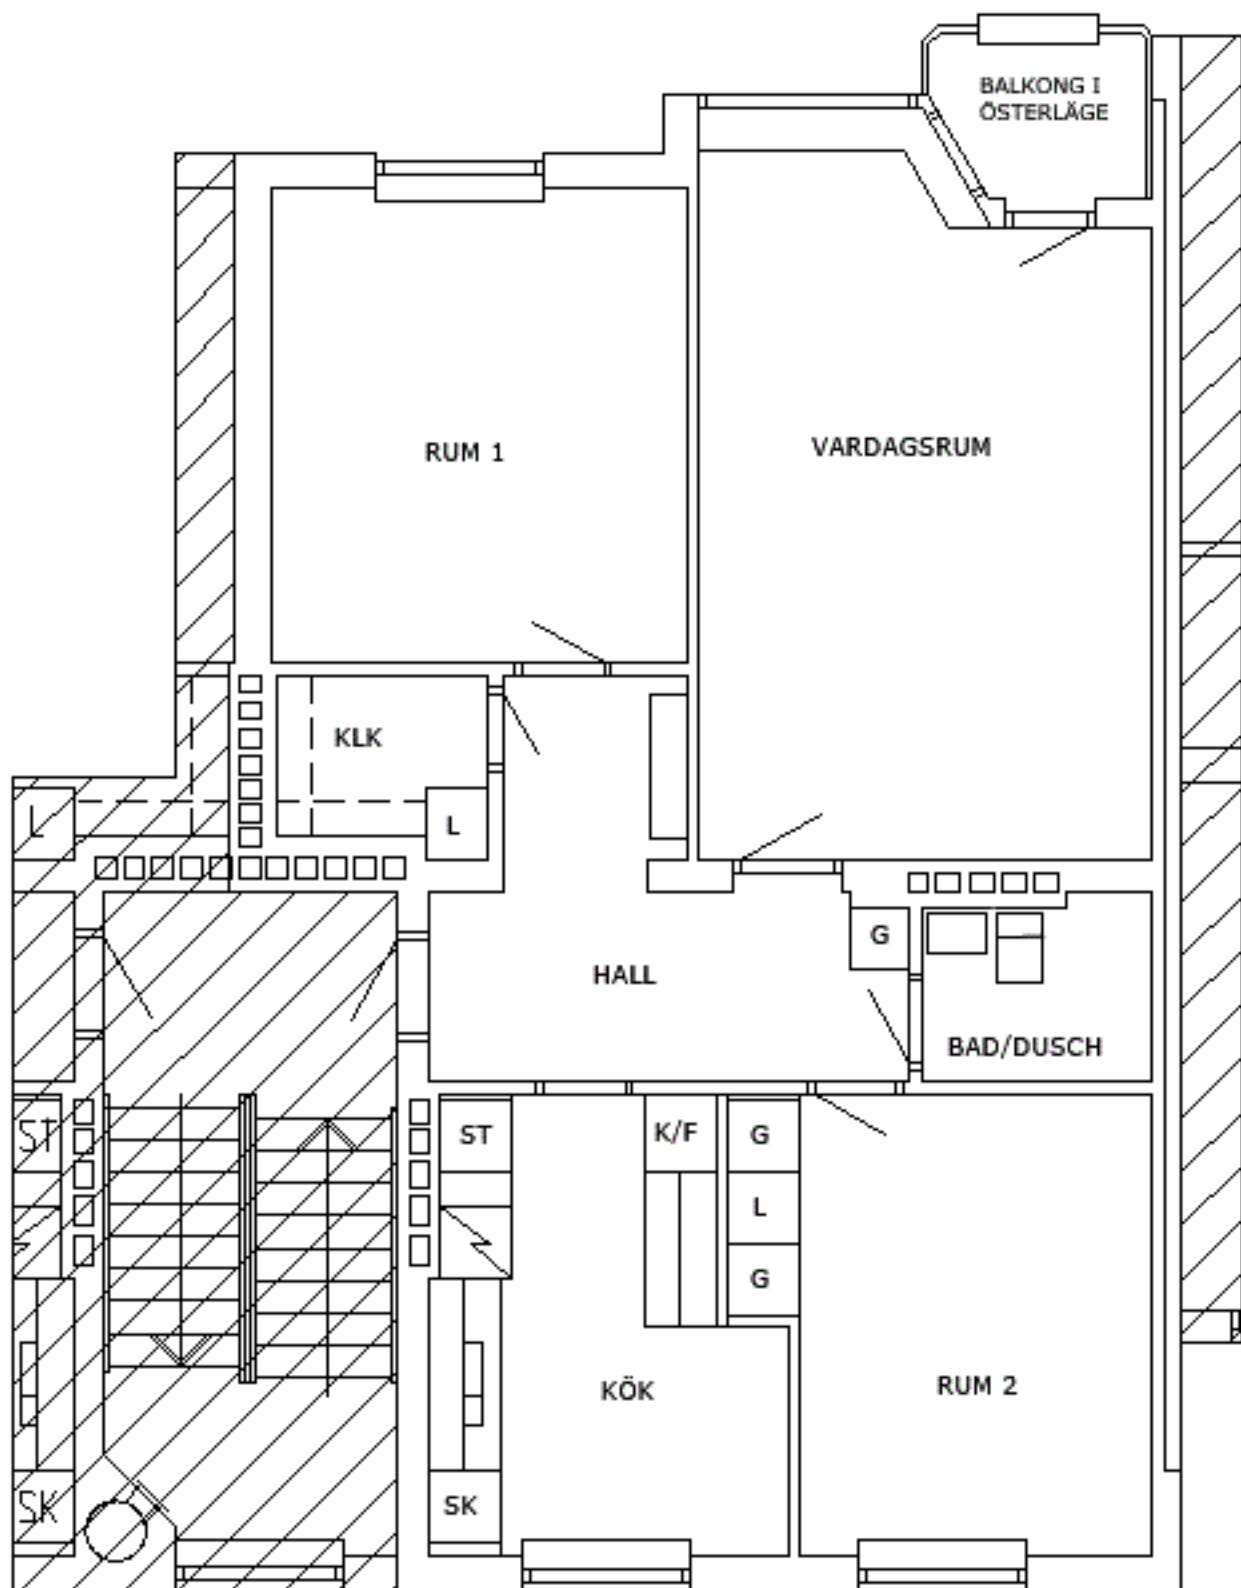 BALKONG I
ÖSTERLÄGE
RUM 1
VARDAGSRUM
KLK
L
L
G
HALL
BAD/DUSCH
ST
ST
K/F
G
L
G
KÖK
RUM 2
SK
SK